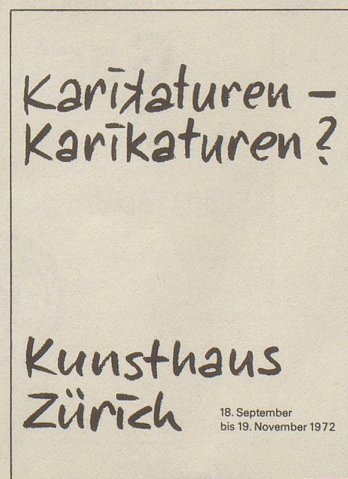 Karikaturen –
Karikaturen?
Kunsthaus
Zürich
18. September
bis 19. November 1972